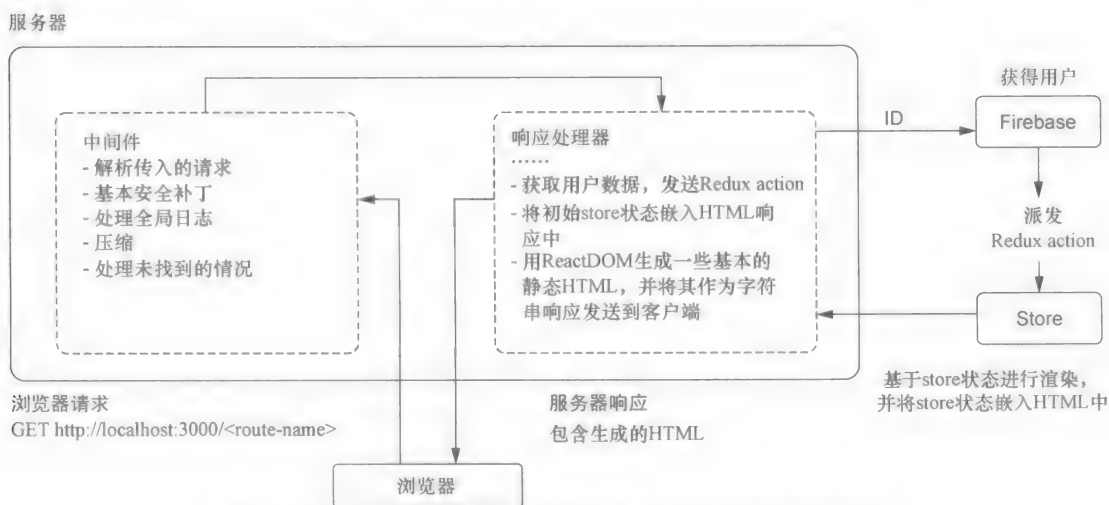 服务器
中间件
- 解析传入的请求
- 基本安全补丁
- 处理全局日志
- 压缩
- 处理未找到的情况
响应处理器
……
- 获取用户数据，发送Redux action
- 将初始store状态嵌入HTML响
应中
- 用ReactDOM生成一些基本的
静态HTML，并将其作为字符
串响应发送到客户端
ID
获得用户
Firebase
派发
Redux action
Store
基于store状态进行渲染，
并将store状态嵌入HTML中
浏览器请求
GET http://localhost:3000/<route-name>
服务器响应
包含生成的HTML
浏览器